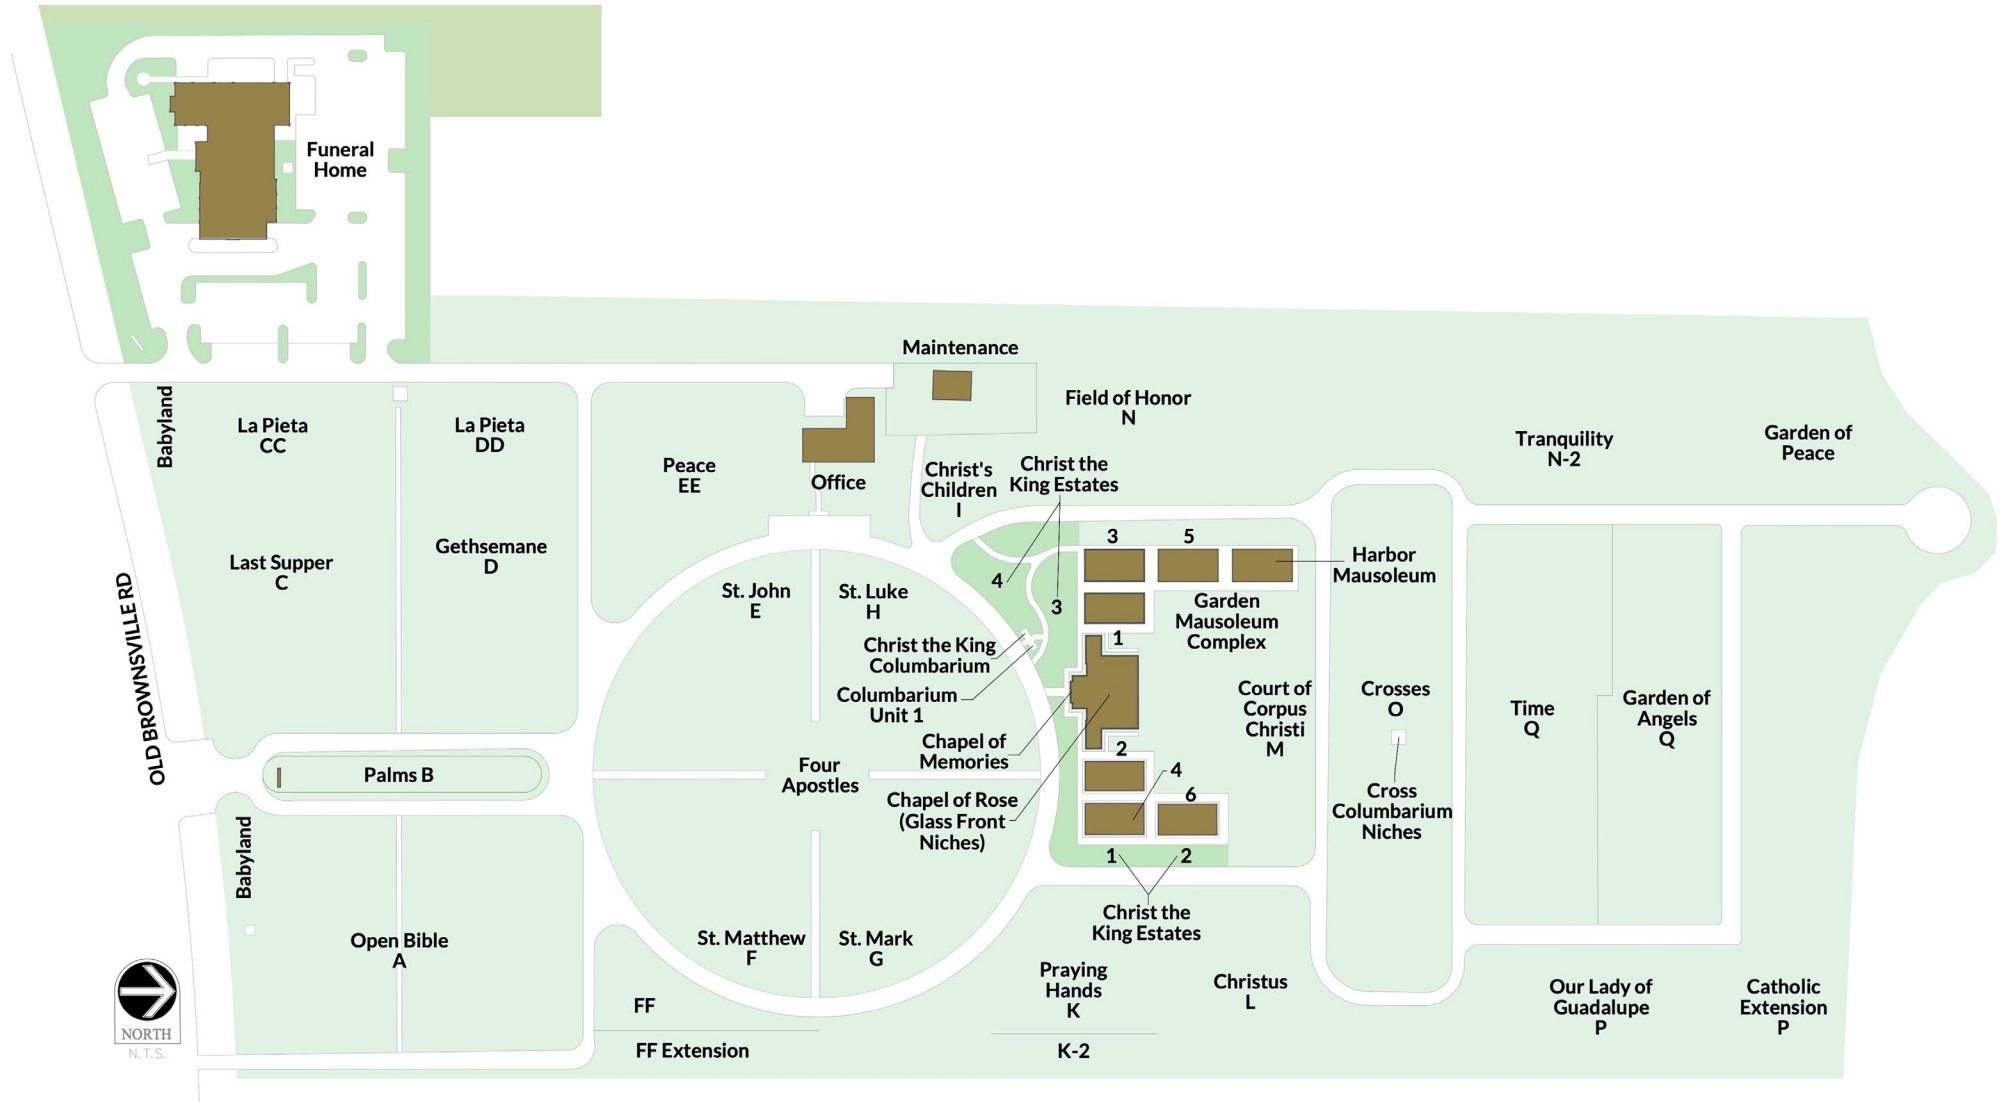 Funeral
Home
Maintenance
Babyland
La Pieta
CC
La Pieta
DD
Field of Honor
N
Tranquility
N-2
Garden of
Peace
Peace
EE
Office
Christ's
Children
I
Christ the
King Estates
Last Supper
C
Gethsemane
D
3
5
Harbor
Mausoleum
4
3
St. John
E
St. Luke
H
Garden
Mausoleum
Complex
OLD BROWNSVILLE RD
Christ the King
Columbarium
1
Columbarium
Unit 1
Court of
Corpus
Christi
M
Crosses
O
Time
Q
Garden of
Angels
Q
Chapel of
Memories
2
Palms B
Four
Apostles
4
6
Chapel of Rose
(Glass Front
Niches)
Cross
Columbarium
Niches
Babyland
1
2
Christ the
King Estates
Open Bible
A
St. Matthew
F
St. Mark
G
Praying
Hands
K
Christus
L
Our Lady of
Guadalupe
P
Catholic
Extension
P
FF
FF Extension
K-2
NORTH
N.T.S.